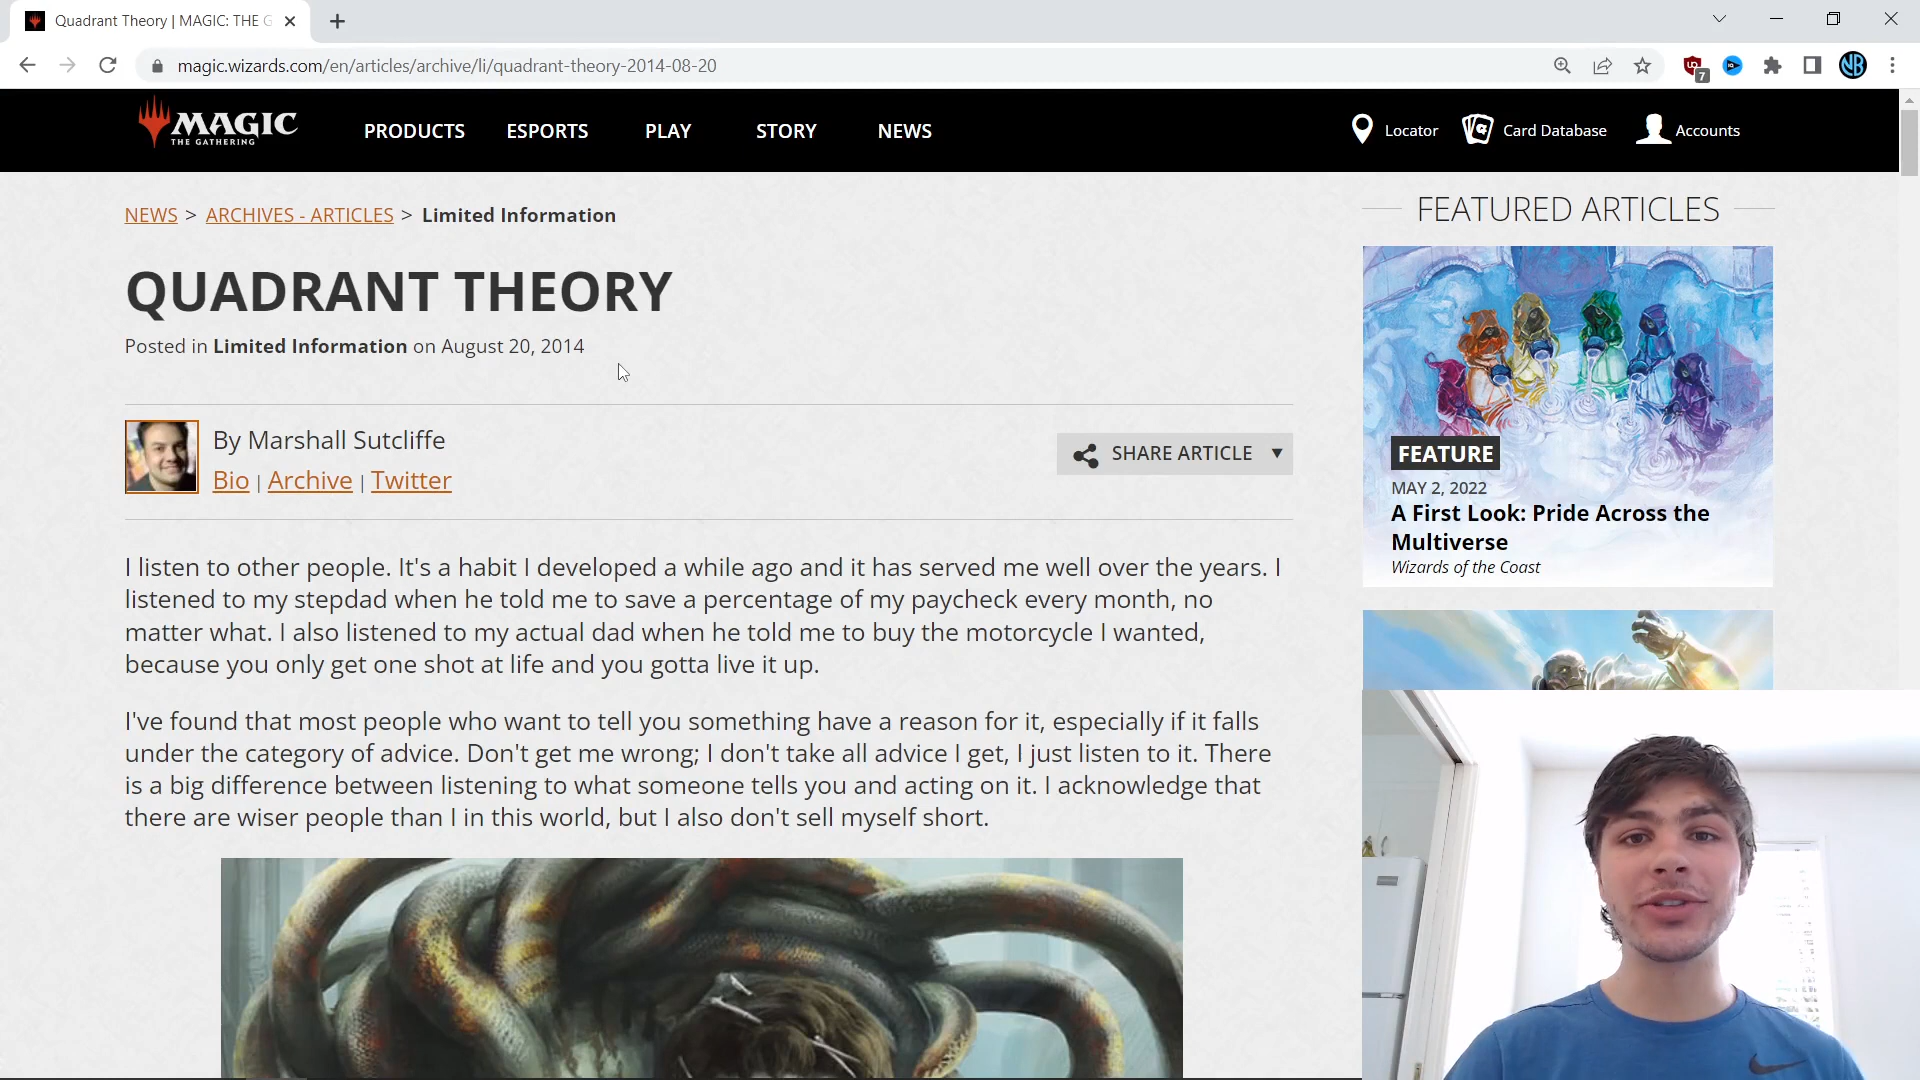 Quadrant Theory | MAGIC: THE G
magic.wizards.com/en/articles/archive/li/quadrant-theory-2014-08-20
7
NB
MAGIC
THE GATHERING
PRODUCTS ESPORTS PLAY STORY NEWS
Locator Card Database Accounts
NEWS > ARCHIVES - ARTICLES > Limited Information
QUADRANT THEORY
Posted in Limited Information on August 20, 2014
By Marshall Sutcliffe
Bio | Archive | Twitter
SHARE ARTICLE
I listen to other people. It's a habit I developed a while ago and it has served me well over the years. I
listened to my stepdad when he told me to save a percentage of my paycheck every month, no
matter what. I also listened to my actual dad when he told me to buy the motorcycle I wanted,
because you only get one shot at life and you gotta live it up.
I've found that most people who want to tell you something have a reason for it, especially if it falls
under the category of advice. Don't get me wrong; I don't take all advice I get, I just listen to it. There
is a big difference between listening to what someone tells you and acting on it. I acknowledge that
there are wiser people than I in this world, but I also don't sell myself short.
FEATURED ARTICLES
FEATURE
MAY 2, 2022
A First Look: Pride Across the
Multiverse
Wizards of the Coast